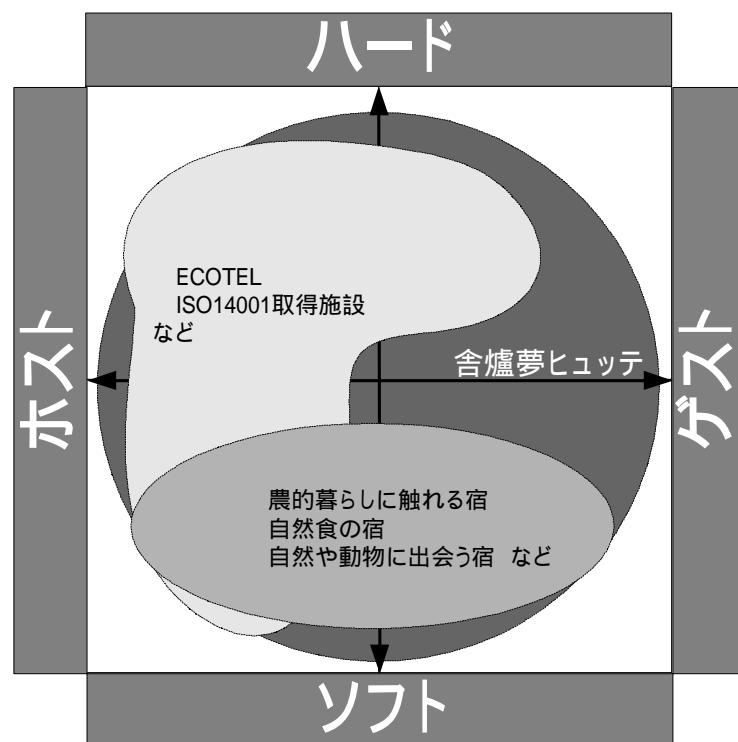 ハード
ホスト
ECOTEL
ISO14001取得施設
など
舎爐夢ヒュッテ
ゲスト
農的暮らしに触れる宿
自然食の宿
自然や動物に出会う宿 など
ソフト